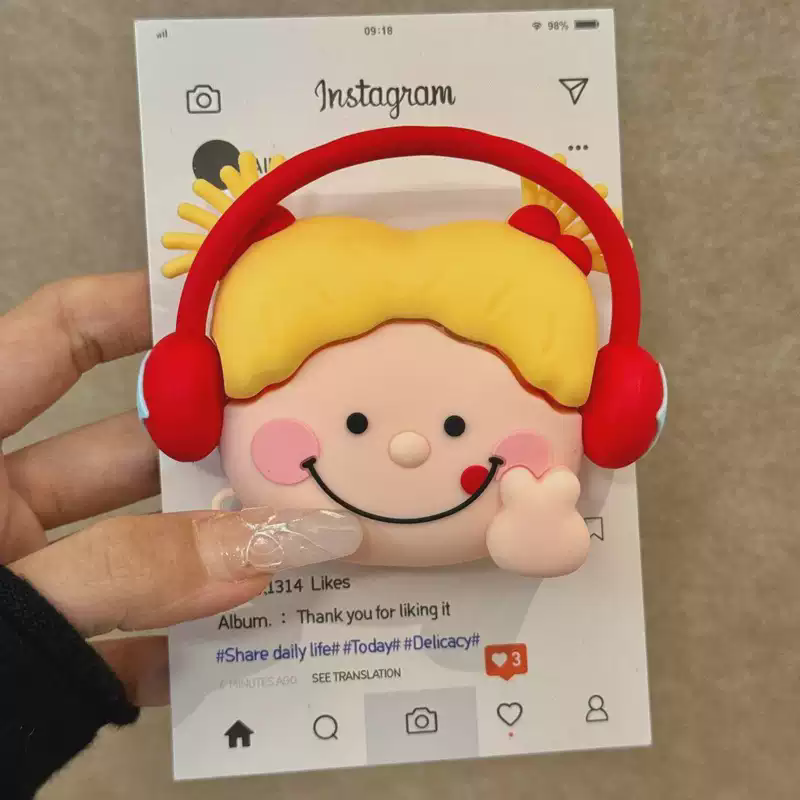 09:18
98%
Instagram
1314 Likes
Album. : Thank you for liking it
#Share daily life# #Today# #Delicacy#
3
MINUTES AGO SEE TRANSLATION